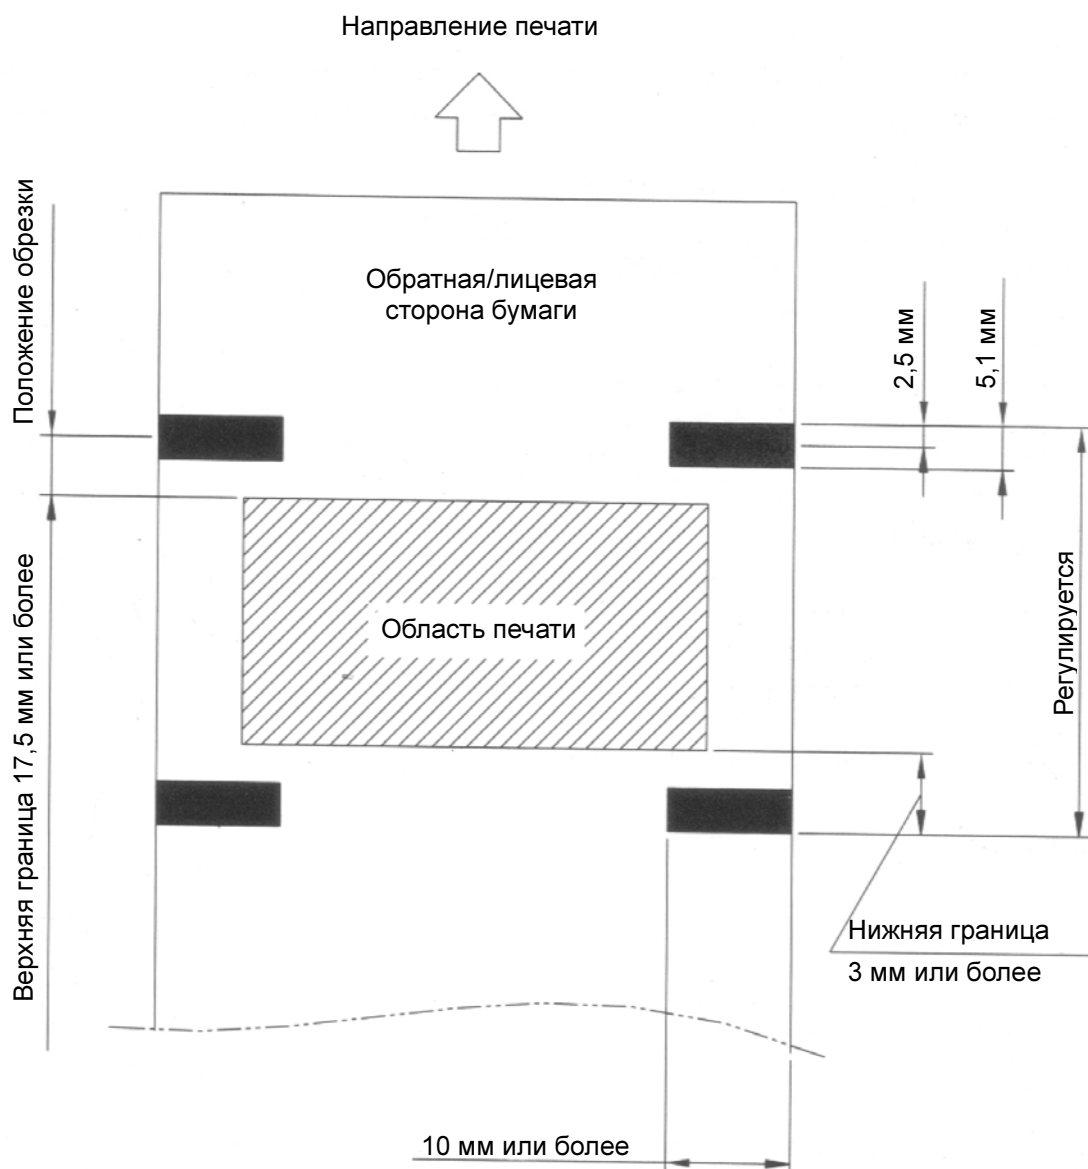 Направление печати
Положение обрезки
Обратная/лицевая
сторона бумаги
2,5 мм
5,1 мм
Верхняя граница 17,5 мм или более
Область печати
Регулируется
Нижняя граница
3 мм или более
10 мм или более